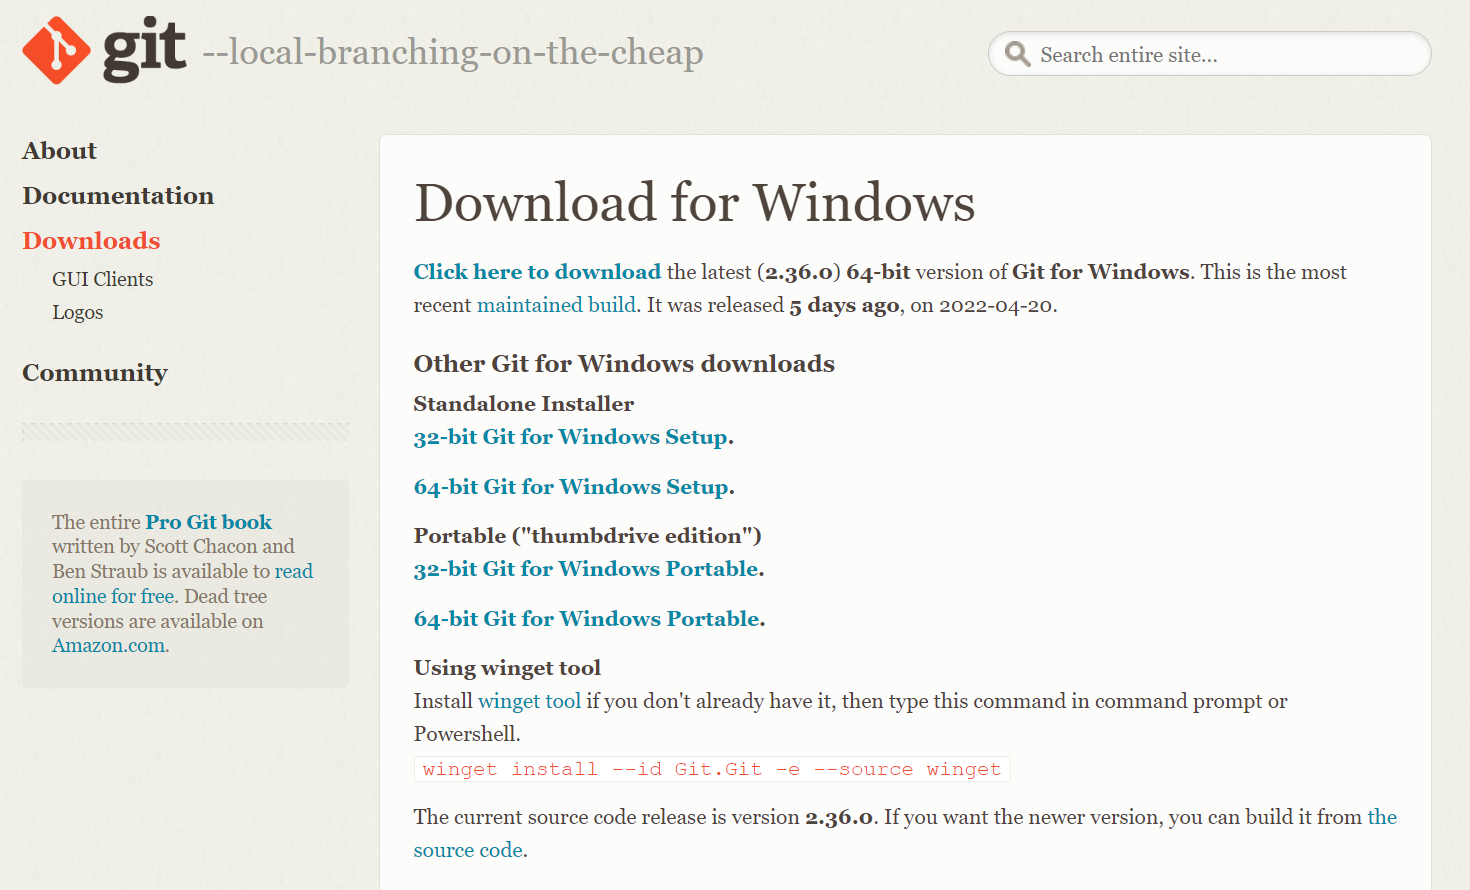 git --local-branching-on-the-cheap
Search entire site...
About
Documentation
Downloads
GUI Clients
Logos
Community
The entire Pro Git book
written by Scott Chacon and
Ben Straub is available to read
online for free. Dead tree
versions are available on
Amazon.com.
Download for Windows
Click here to download the latest (2.36.0) 64-bit version of Git for Windows. This is the most
recent maintained build. It was released 5 days ago, on 2022-04-20.
Other Git for Windows downloads
Standalone Installer
32-bit Git for Windows Setup.
64-bit Git for Windows Setup.
Portable ("thumbdrive edition")
32-bit Git for Windows Portable.
64-bit Git for Windows Portable.
Using winget tool
Install winget tool if you don't already have it, then type this command in command prompt or
Powershell.
winget install --id Git.Git -e --source winget
The current source code release is version 2.36.0. If you want the newer version, you can build it from the
source code.